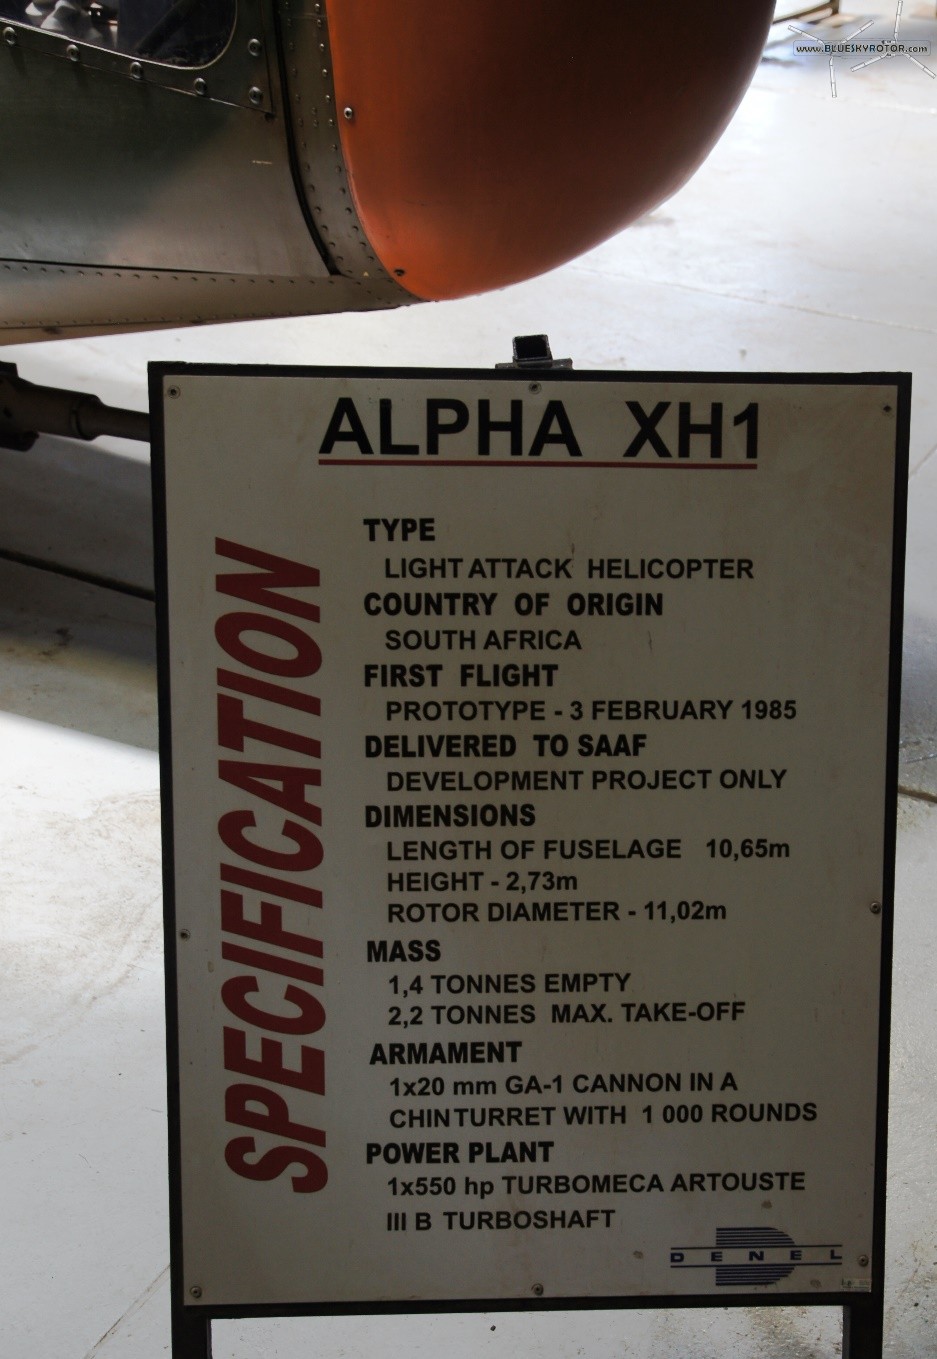 www.BLUESKYROTOR.com
ALPHA XH1
SPECIFICATION
TYPE
LIGHT ATTACK HELICOPTER
COUNTRY OF ORIGIN
SOUTH AFRICA
FIRST FLIGHT
PROTOTYPE - 3 FEBRUARY 1985
DELIVERED TO SAAF
DEVELOPMENT PROJECT ONLY
DIMENSIONS
LENGTH OF FUSELAGE 10,65m
HEIGHT - 2,73m
ROTOR DIAMETER - 11,02m
MASS
1,4 TONNES EMPTY
2,2 TONNES MAX. TAKE-OFF
ARMAMENT
1x20 mm GA-1 CANNON IN A
CHIN TURRET WITH 1 000 ROUNDS
POWER PLANT
1x550 hp TURBOMECA ARTOUSTE
III B TURBOSHAFT
DENEL